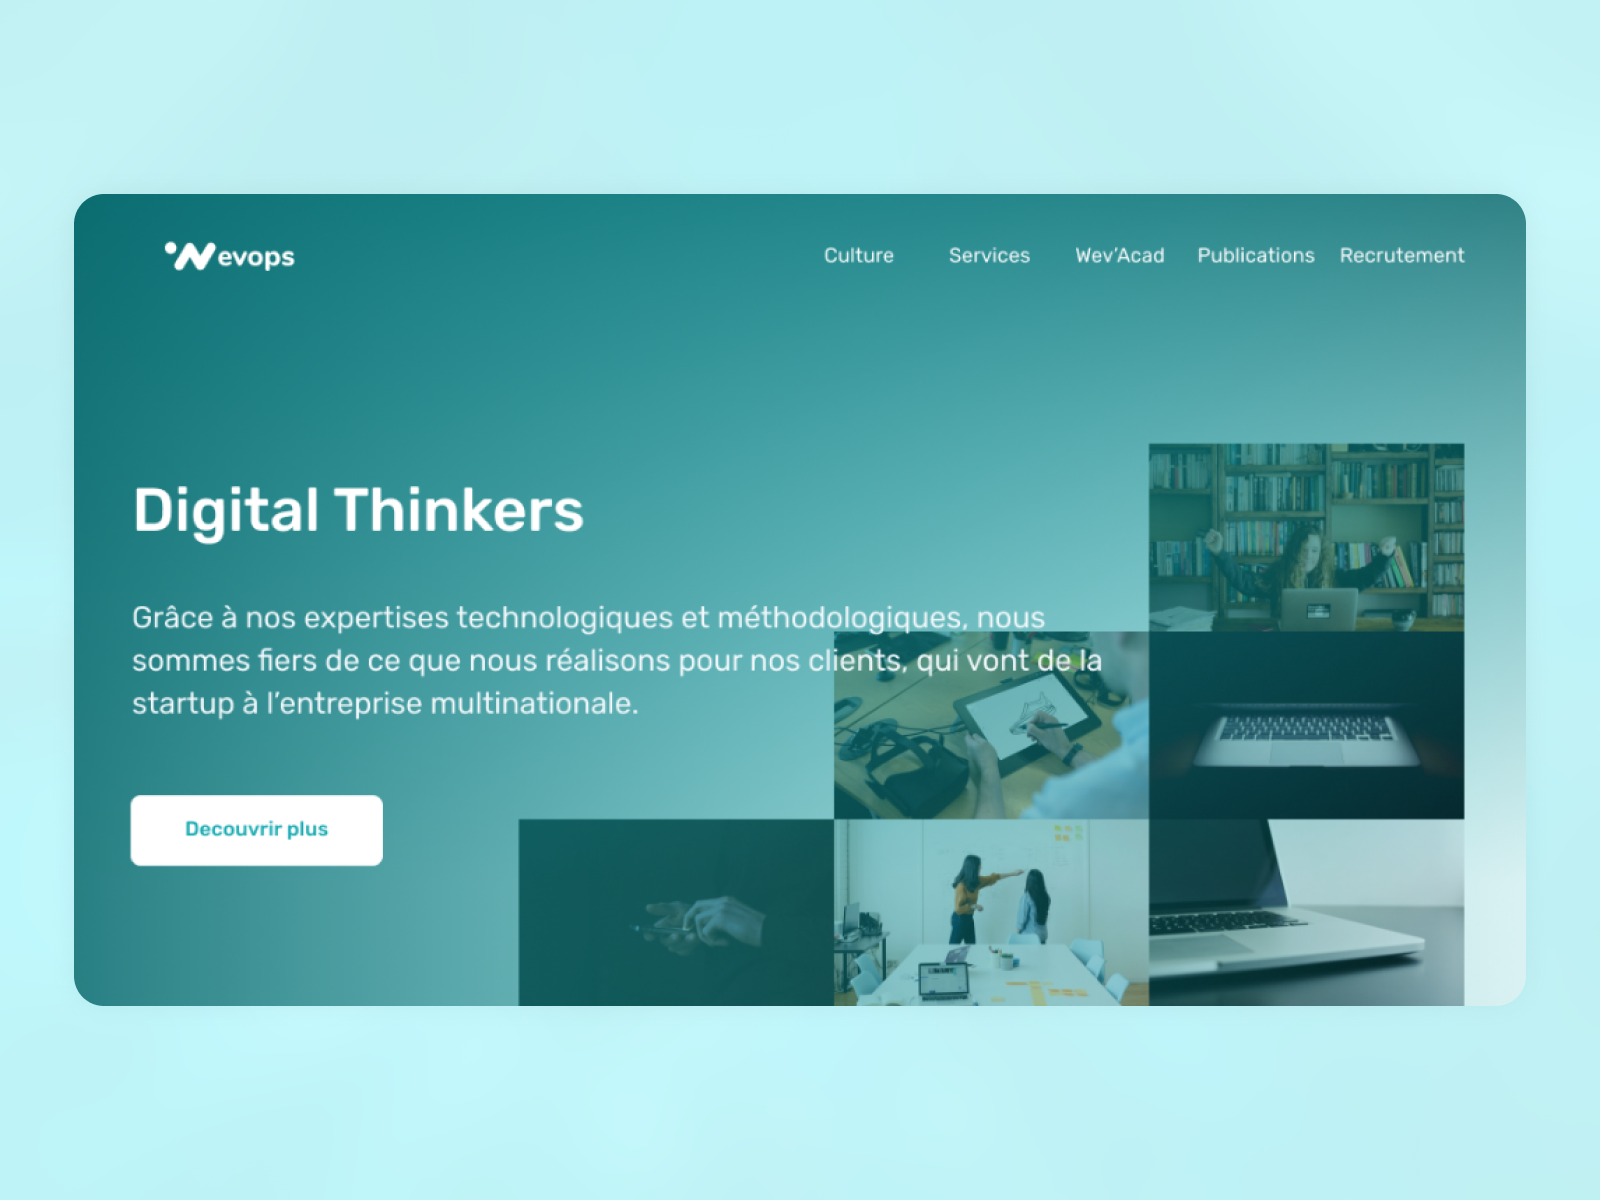 Wevops
Culture Services Wev’Acad Publications Recrutement
Digital Thinkers
Grâce à nos expertises technologiques et méthodologiques, nous
sommes fiers de ce que nous réalisons pour nos clients, qui vont de la
startup à l’entreprise multinationale.
Decouvrir plus